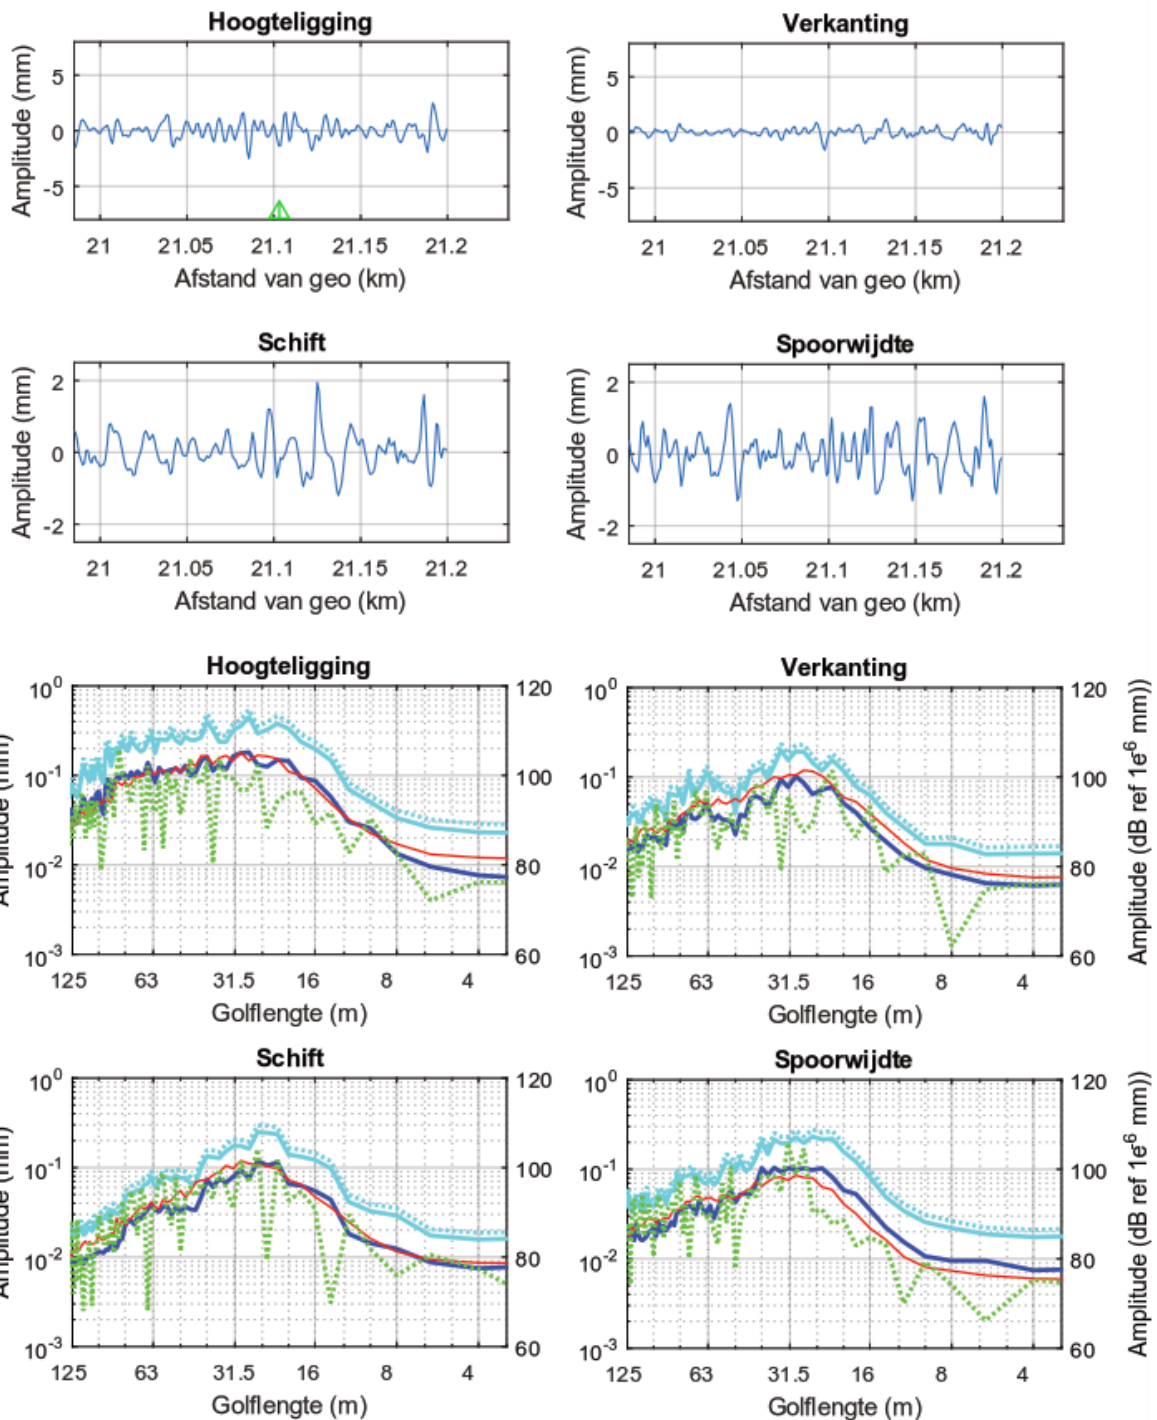 Hoogteligging
Verkanting
Amplitude (mm)
5
0
-5
21 21.05 21.1 21.15 21.2
Afstand van geo (km)
Amplitude (mm)
5
0
-5
21 21.05 21.1 21.15 21.2
Afstand van geo (km)
Schift
Spoorwijdte
Amplitude (mm)
2
0
-2
21 21.05 21.1 21.15 21.2
Afstand van geo (km)
Amplitude (mm)
2
0
-2
21 21.05 21.1 21.15 21.2
Afstand van geo (km)
Hoogteligging
Verkanting
Amplitude (mm)
10⁰
10⁻¹
10⁻²
10⁻³
120
100
80
60
125 63 31.5 16 8 4
Golflengte (m)
10⁰
10⁻¹
10⁻²
10⁻³
120
100
80
60
Amplitude (dB ref 1e⁻⁶ mm))
125 63 31.5 16 8 4
Golflengte (m)
Schift
Spoorwijdte
Amplitude (mm)
10⁰
10⁻¹
10⁻²
10⁻³
120
100
80
60
125 63 31.5 16 8 4
Golflengte (m)
10⁰
10⁻¹
10⁻²
10⁻³
120
100
80
60
Amplitude (dB ref 1e⁻⁶ mm))
125 63 31.5 16 8 4
Golflengte (m)